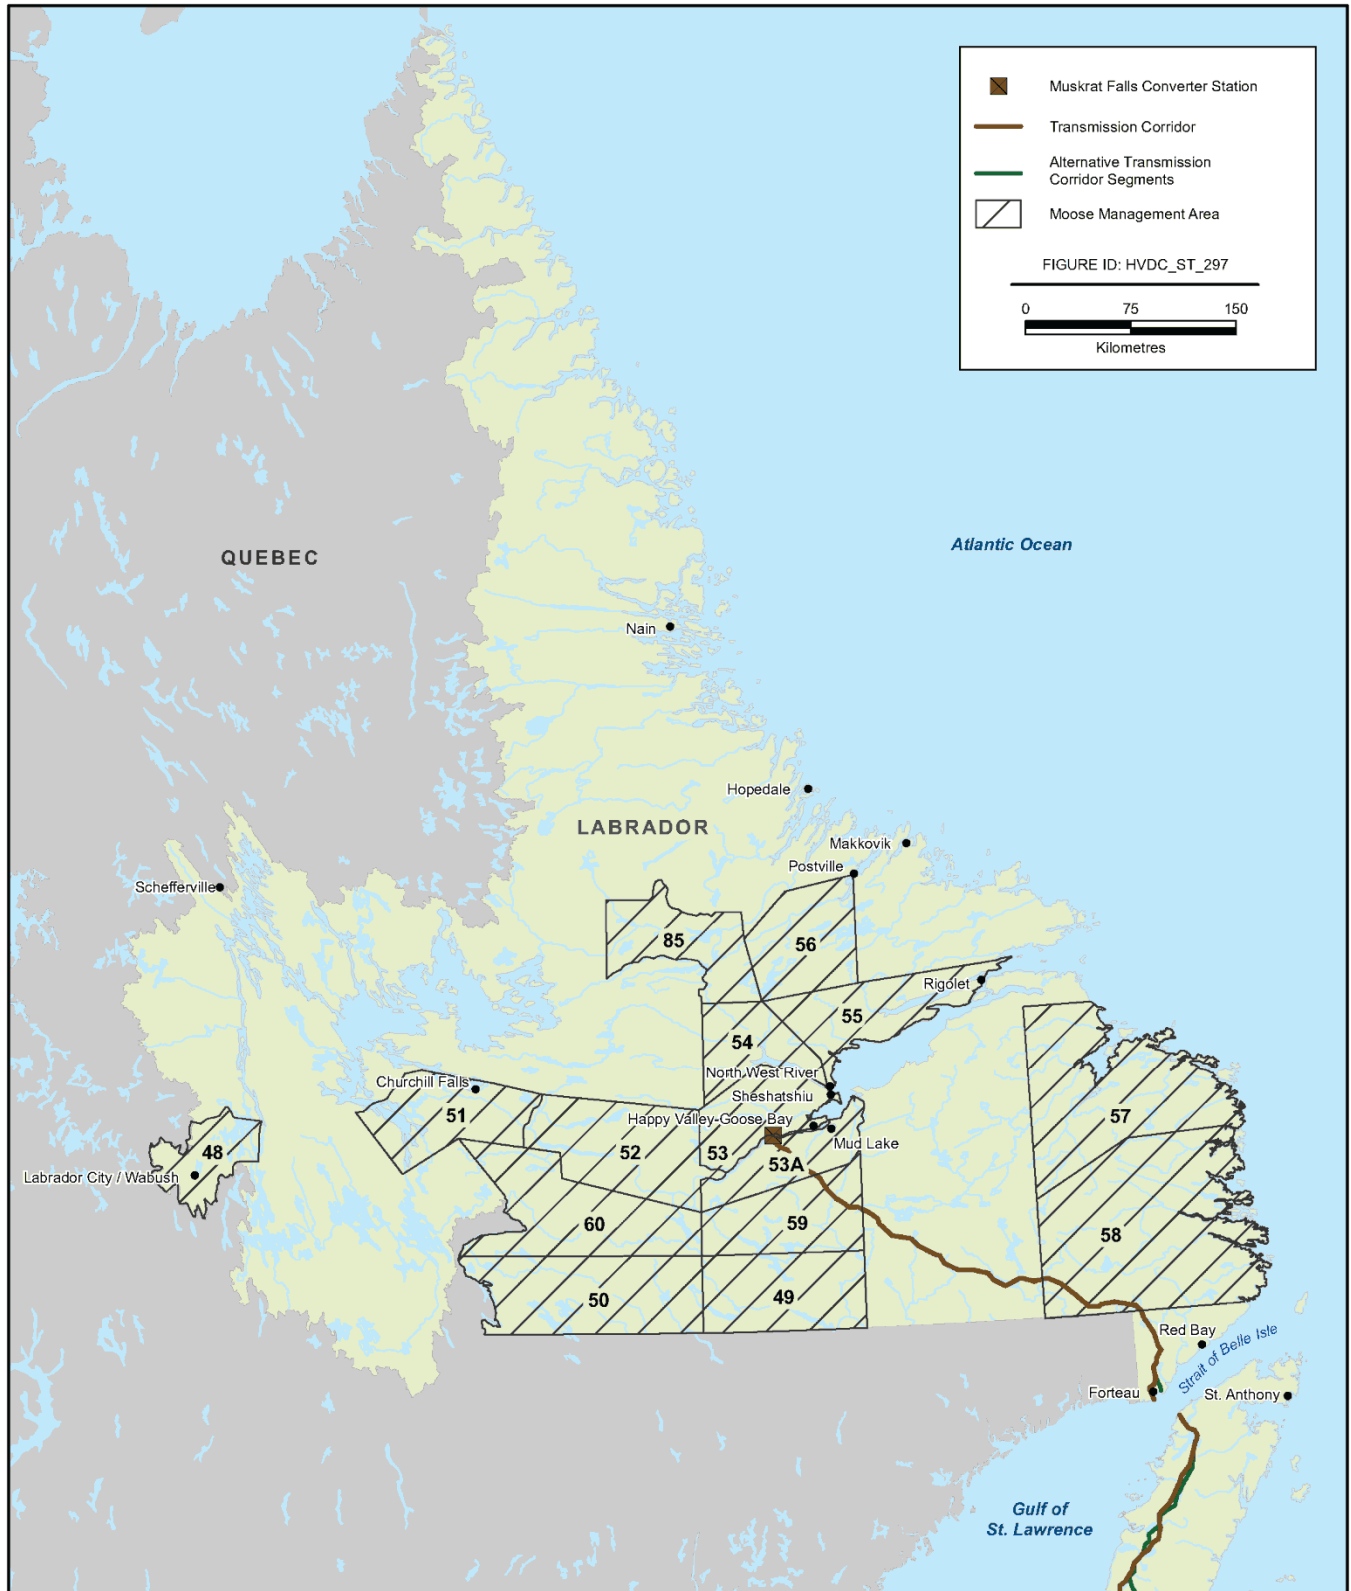 Muskrat Falls Converter Station
Transmission Corridor
Alternative Transmission
Corridor Segments
Moose Management Area
FIGURE ID: HVDC_ST_297
0 75 150
Kilometres
QUEBEC
Atlantic Ocean
Nain
Hopedale
LABRADOR
Makkovik
Postville
Schefferville
85
56
Rigolet
55
54
North West River
Churchill Falls
Sheshatshiu
51
Happy Valley-Goose Bay
57
Mud Lake
48
52
53
53A
Labrador City / Wabush
60
59
58
50
49
Red Bay
Strait of Belle Isle
Forteau
St. Anthony
Gulf of
St. Lawrence